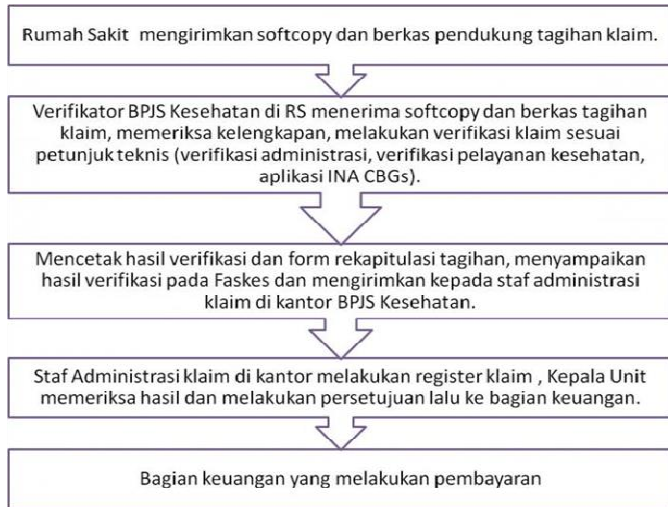 Rumah Sakit mengirimkan softcopy dan berkas pendukung tagihan klaim.
Verifikator BPJS Kesehatan di RS menerima softcopy dan berkas tagihan
klaim, memeriksa kelengkapan, melakukan verifikasi klaim sesuai
petunjuk teknis (verifikasi administrasi, verifikasi pelayanan kesehatan,
aplikasi INA CBGs).
Mencetak hasil verifikasi dan form rekapitulasi tagihan, menyampaikan
hasil verifikasi pada Faskes dan mengirimkan kepada staf administrasi
klaim di kantor BPJS Kesehatan.
Staf Administrasi klaim di kantor melakukan register klaim , Kepala Unit
memeriksa hasil dan melakukan persetujuan lalu ke bagian keuangan.
Bagian keuangan yang melakukan pembayaran